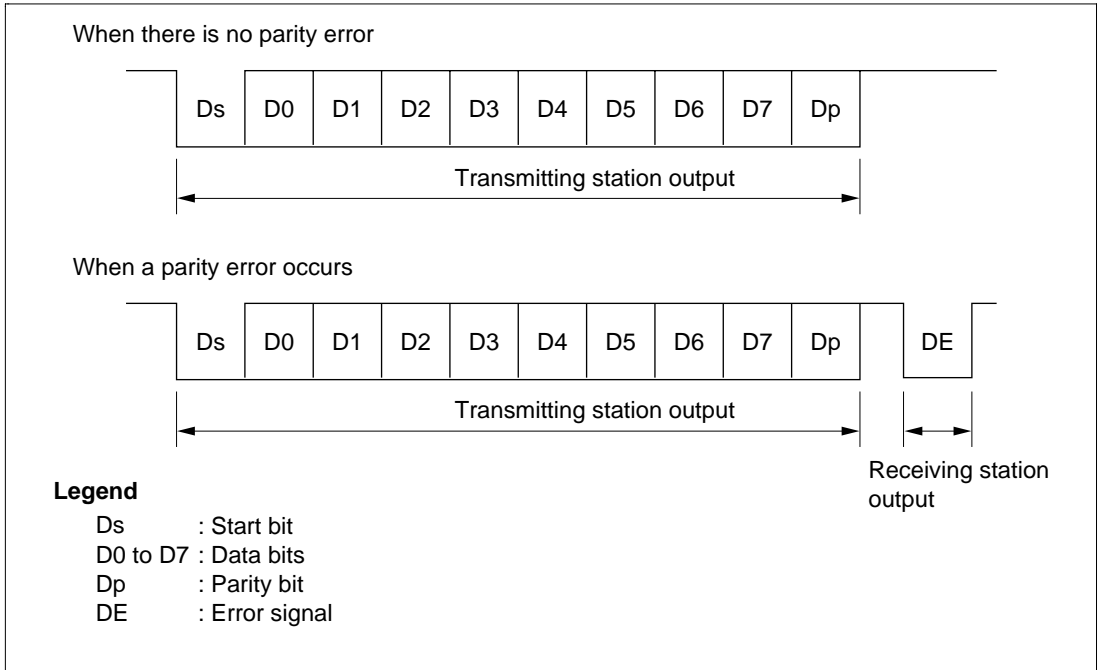 When there is no parity error
Ds D0 D1 D2 D3 D4 D5 D6 D7 Dp
Transmitting station output
When a parity error occurs
Ds D0 D1 D2 D3 D4 D5 D6 D7 Dp DE
Transmitting station output
Receiving station
output
Legend
Ds : Start bit
D0 to D7 : Data bits
Dp : Parity bit
DE : Error signal